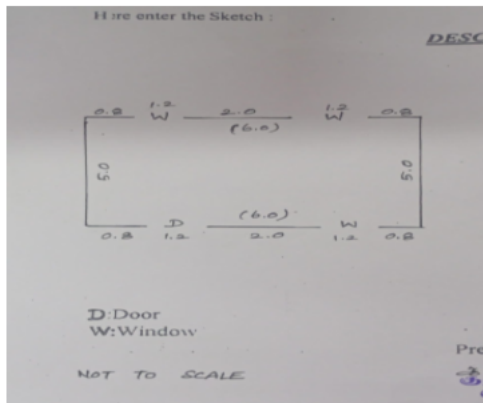 Here enter the Sketch :
DESC
0.8 1.2 2.0 1.2 0.8
W (6.0) W
5.0 5.0
D (6.0) W
0.8 1.2 2.0 1.2 0.8
D:Door
W:Window
NOT TO SCALE
Pre